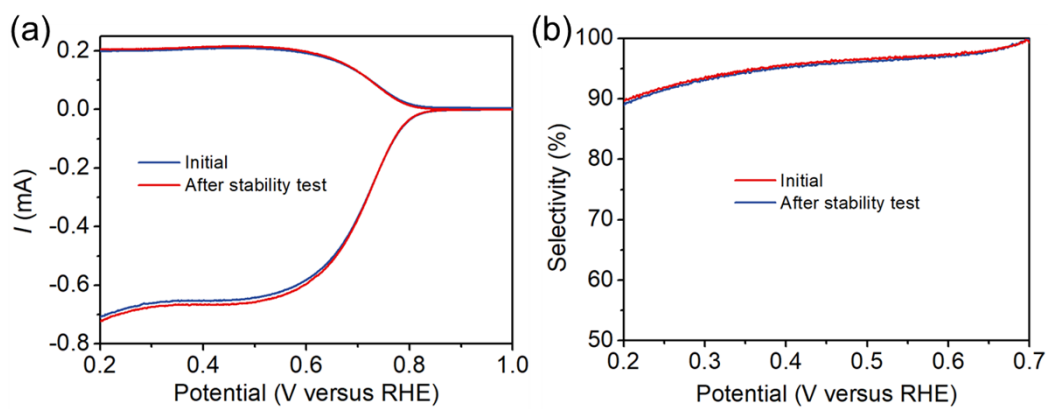 (a)
0.2
0.0
-0.2
-0.4
-0.6
-0.8
I (mA)
Initial
After stability test
0.2 0.4 0.6 0.8 1.0
Potential (V versus RHE)
(b)
100
90
80
70
60
50
Selectivity (%)
Initial
After stability test
0.2 0.3 0.4 0.5 0.6 0.7
Potential (V versus RHE)